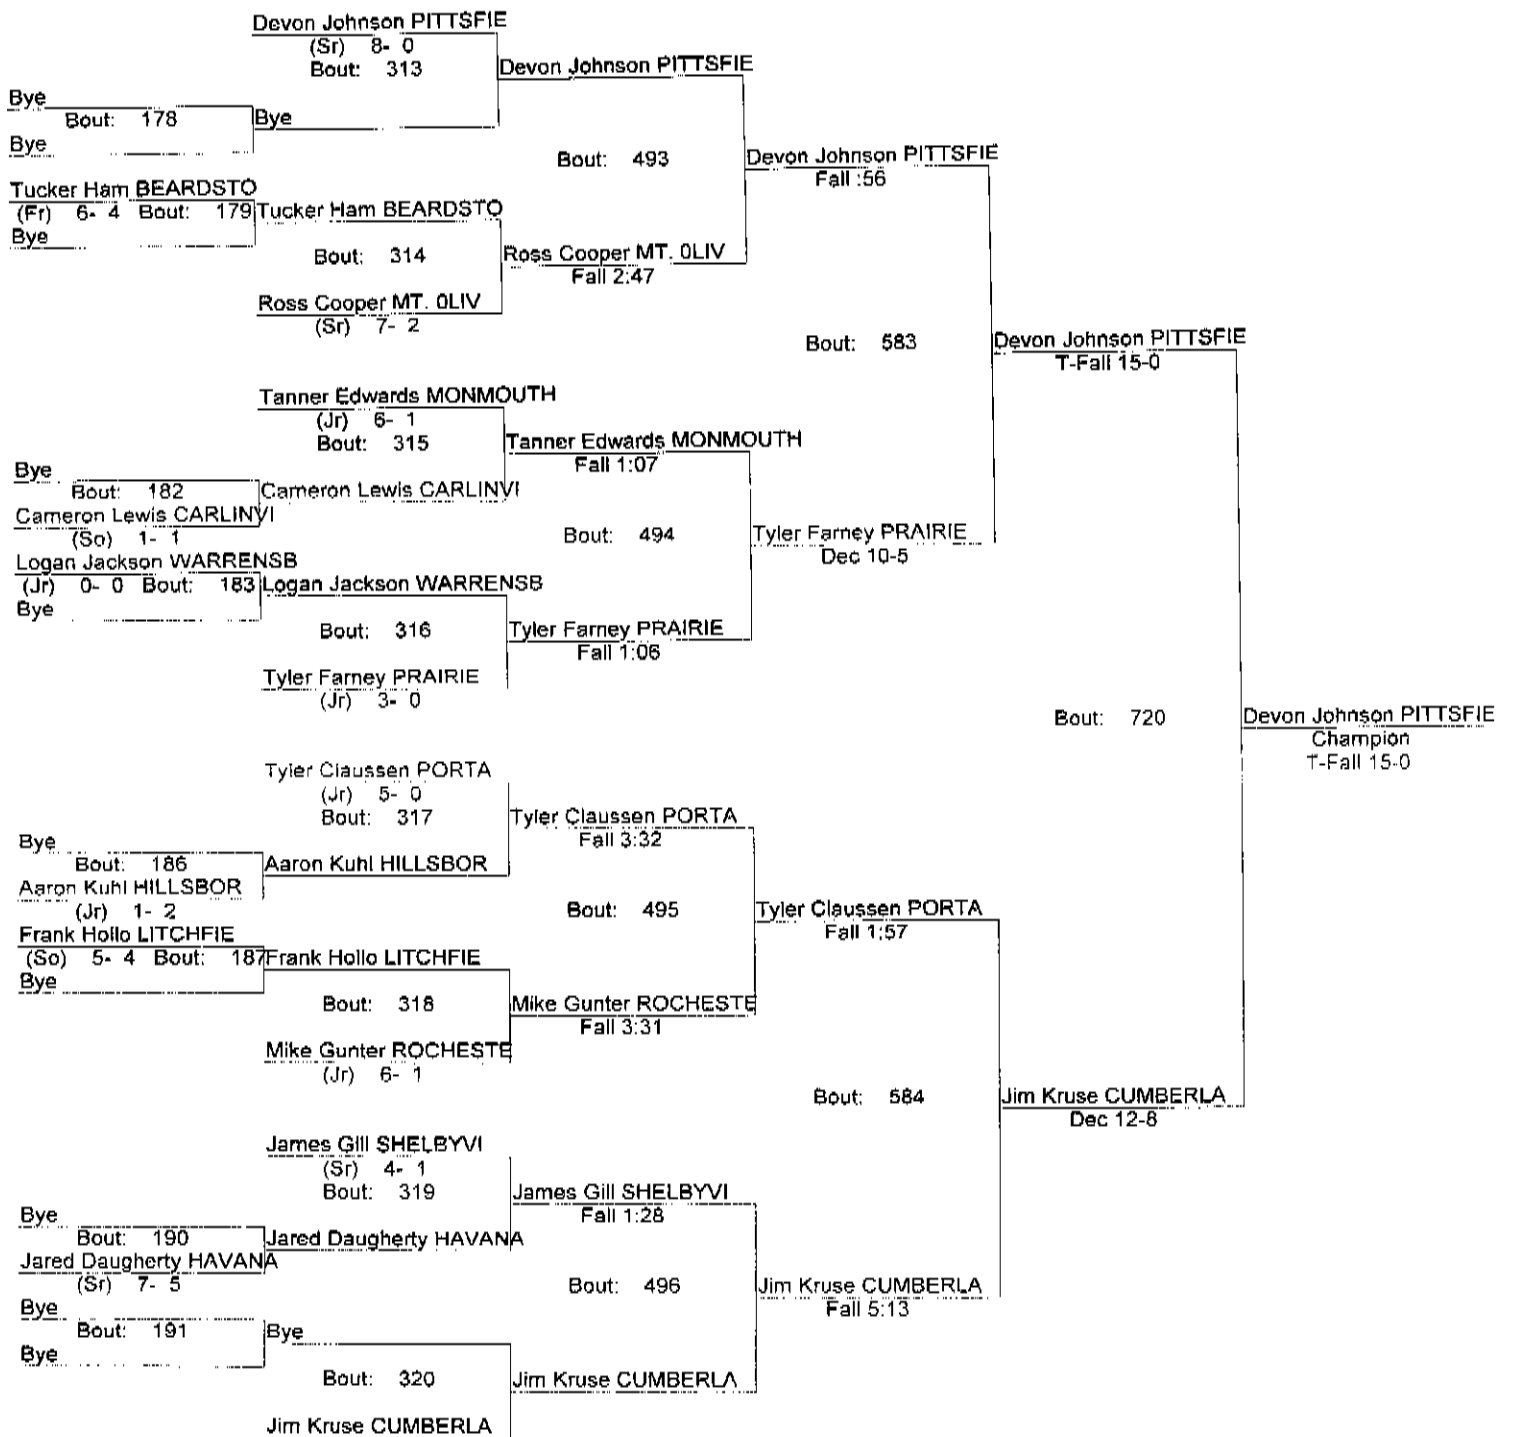 Devon Johnson PITTSFIE
(Sr) 8- 0
Bout: 313
Devon Johnson PITTSFIE
Bye
Bout: 178
Bye
Bye
Bout: 493
Devon Johnson PITTSFIE
Fall :56
Tucker Ham BEARDSTO
(Fr) 6- 4 Bout: 179
Tucker Ham BEARDSTO
Bye
Bout: 314
Ross Cooper MT. 0LIV
Fall 2:47
Ross Cooper MT. 0LIV
(Sr) 7- 2
Bout: 583
Devon Johnson PITTSFIE
T-Fall 15-0
Tanner Edwards MONMOUTH
(Jr) 6- 1
Bout: 315
Tanner Edwards MONMOUTH
Fall 1:07
Bye
Bout: 182
Cameron Lewis CARLINVI
Cameron Lewis CARLINVI
(So) 1- 1
Bout: 494
Tyler Farney PRAIRIE
Dec 10-5
Logan Jackson WARRENSB
(Jr) 0- 0 Bout: 183
Logan Jackson WARRENSB
Bye
Bout: 316
Tyler Farney PRAIRIE
Fall 1:06
Tyler Farney PRAIRIE
(Jr) 3- 0
Bout: 720
Devon Johnson PITTSFIE
Champion
T-Fall 15-0
Tyler Claussen PORTA
(Jr) 5- 0
Bout: 317
Tyler Claussen PORTA
Fall 3:32
Bye
Bout: 186
Aaron Kuhl HILLSBOR
Aaron Kuhl HILLSBOR
(Jr) 1- 2
Bout: 495
Tyler Claussen PORTA
Fall 1:57
Frank Hollo LITCHFIE
(So) 5- 4 Bout: 187
Frank Hollo LITCHFIE
Bye
Bout: 318
Mike Gunter ROCHESTE
Fall 3:31
Mike Gunter ROCHESTE
(Jr) 6- 1
Bout: 584
Jim Kruse CUMBERLA
Dec 12-8
James Gill SHELBYVI
(Sr) 4- 1
Bout: 319
James Gill SHELBYVI
Fall 1:28
Bye
Bout: 190
Jared Daugherty HAVANA
Jared Daugherty HAVANA
(Sr) 7- 5
Bout: 496
Jim Kruse CUMBERLA
Fall 5:13
Bye
Bout: 191
Bye
Bye
Bout: 320
Jim Kruse CUMBERLA
Jim Kruse CUMBERLA